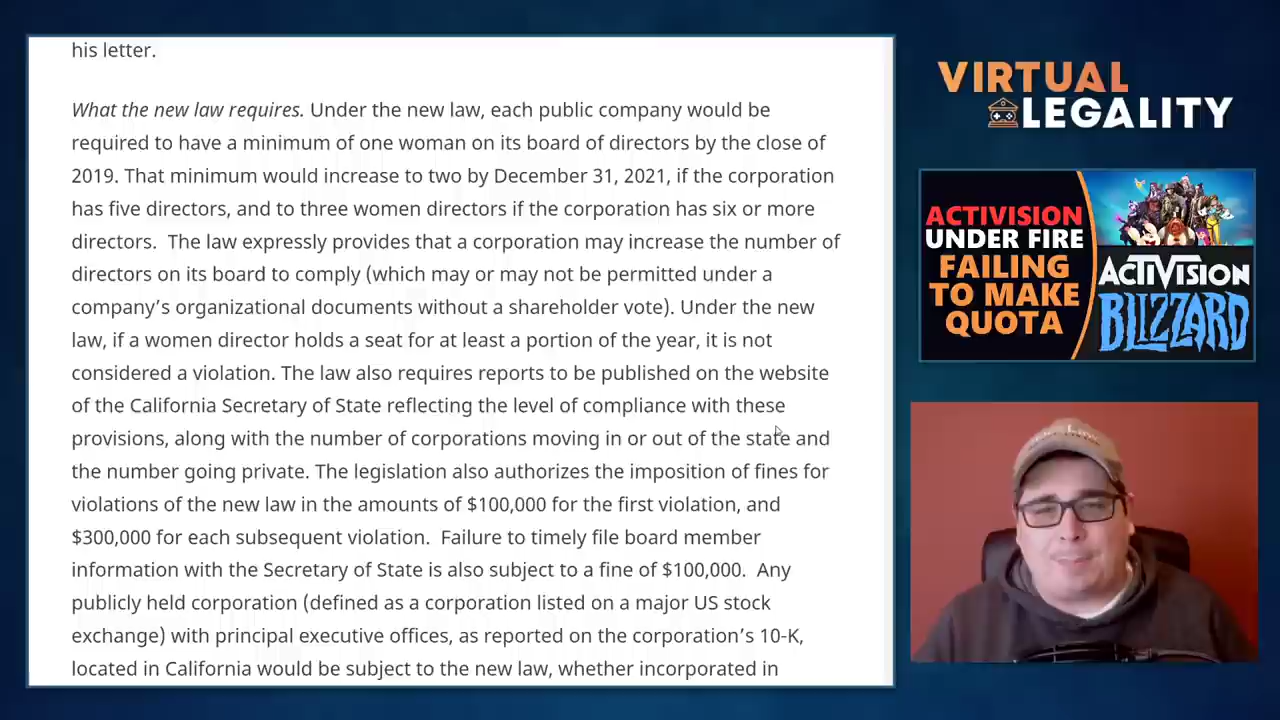 his letter.
What the new law requires. Under the new law, each public company would be
required to have a minimum of one woman on its board of directors by the close of
2019. That minimum would increase to two by December 31, 2021, if the corporation
has five directors, and to three women directors if the corporation has six or more
directors.  The law expressly provides that a corporation may increase the number of
directors on its board to comply (which may or may not be permitted under a
company’s organizational documents without a shareholder vote). Under the new
law, if a women director holds a seat for at least a portion of the year, it is not
considered a violation. The law also requires reports to be published on the website
of the California Secretary of State reflecting the level of compliance with these
provisions, along with the number of corporations moving in or out of the state and
the number going private. The legislation also authorizes the imposition of fines for
violations of the new law in the amounts of $100,000 for the first violation, and
$300,000 for each subsequent violation.  Failure to timely file board member
information with the Secretary of State is also subject to a fine of $100,000.  Any
publicly held corporation (defined as a corporation listed on a major US stock
exchange) with principal executive offices, as reported on the corporation’s 10-K,
located in California would be subject to the new law, whether incorporated in
VIRTUAL
LEGALITY
ACTIVISION
UNDER FIRE
FAILING
TO MAKE
QUOTA
ACTIVISION
BLIZZARD